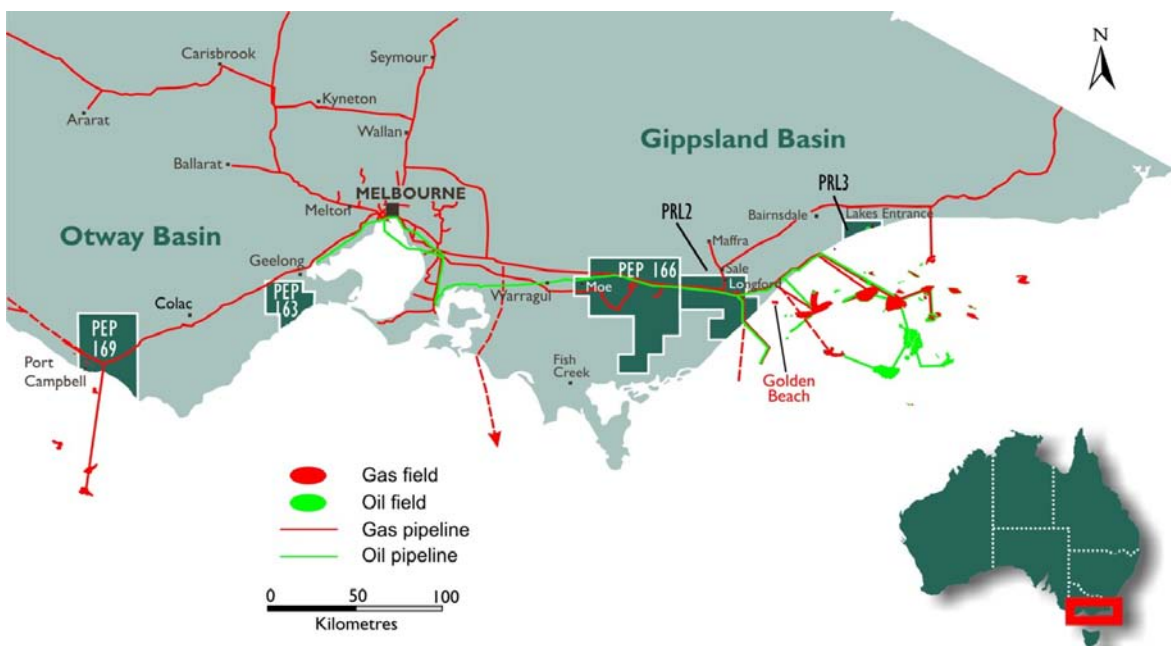 N
Carisbrook
Seymour
Kyneton
Ararat
Wallan
Gippsland Basin
Ballarat
PRL3
MELBOURNE
PRL2
Melton
Bairnsdale
Lakes Entrance
Otway Basin
Maffra
Geelong
Sale
PEP 166
Longford
Moe
Warragul
PEP
163
Colac
PEP
169
Port
Campbell
Fish
Creek
Golden
Beach
Gas field
Oil field
Gas pipeline
Oil pipeline
0 50 100
Kilometres